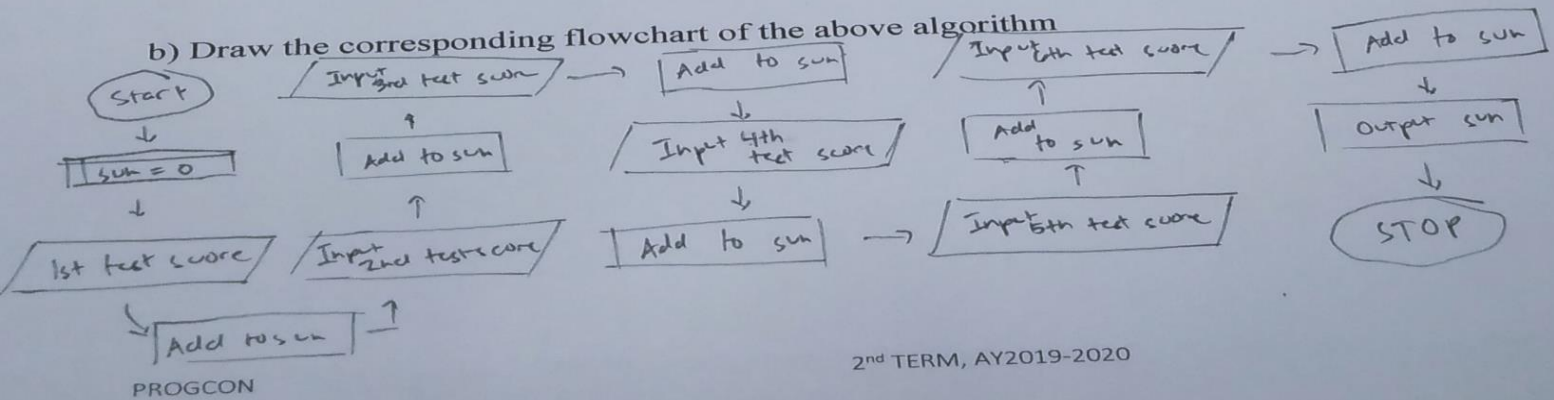 b) Draw the corresponding flowchart of the above algorithm
Start
sum = 0
1st test score
Add to sum
Input
2nd test score
Add to sum
Input
3rd test score
Add to sum
Input 4th
test score
Add to sum
Input 5th test score
Add
to sum
Input 6th test score
Add to sum
Output sum
STOP
2nd TERM, AY2019-2020
PROGCON